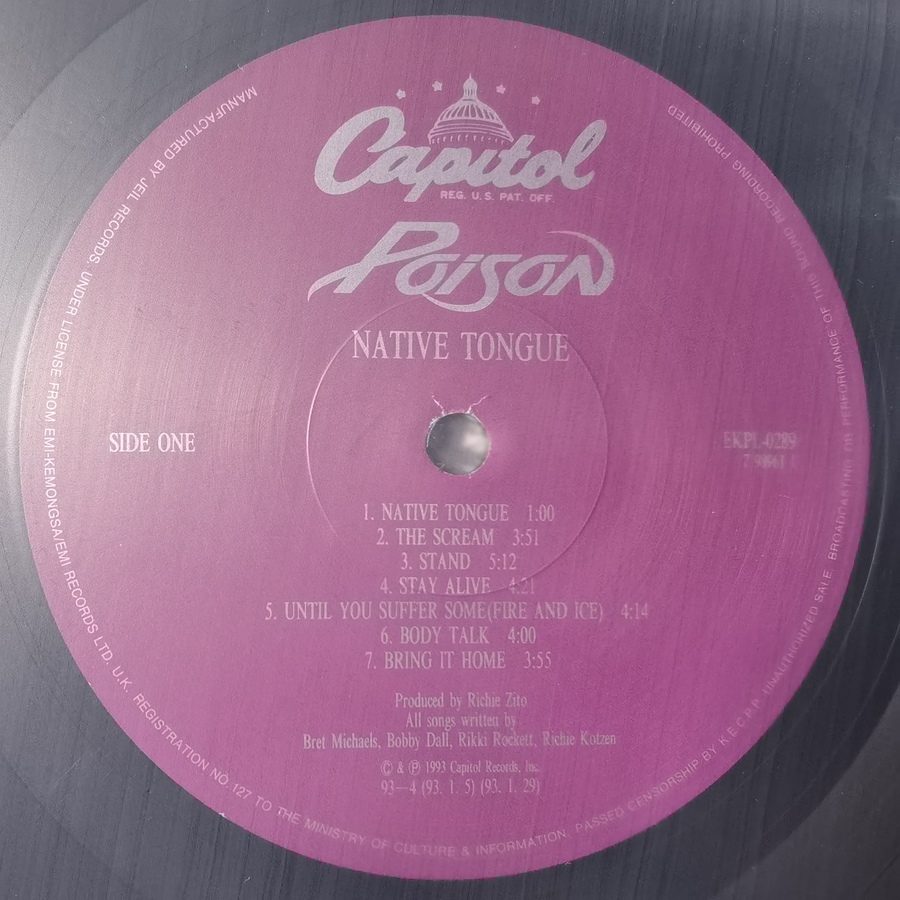 Capitol
REG. U.S. PAT. OFF.
POISON
NATIVE TONGUE
SIDE ONE
EKPL-0289
1. NATIVE TONGUE 1:00
2. THE SCREAM 3:51
3. STAND 5:12
4. STAY ALIVE 4:21
5. UNTIL YOU SUFFER SOME(FIRE AND ICE) 4:14
6. BODY TALK 4:00
7. BRING IT HOME 3:55
Produced by Richie Zito
All songs written by
Bret Michaels, Bobby Dall, Rikki Rockett, Richie Kotzen
© & ℗ 1993 Capitol Records, Inc.
93—4 (93. 1. 5) (93. 1. 29)
MANUFACTURED BY JEIL RECORDS, UNDER LICENSE FROM EMI-KEMONGSA/EMI RECORDS LTD. U.K. REGISTRATION NO. 127 TO THE MINISTRY OF CULTURE & INFORMATION, PASSED CENSORSHIP BY K.E.C.P.P. UNAUTHORIZED SALE BROADCASTING OR PERFORMANCE OF THIS SOUND RECORDING PROHIBITED